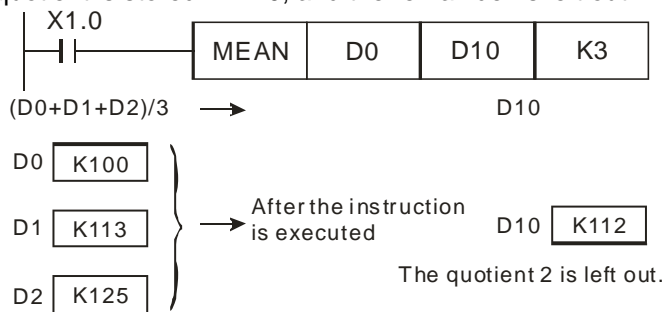 X1.0
MEAN D0 D10 K3
(D0+D1+D2)/3 → D10
D0 K100
D1 K113
After the instruction
is executed
D10 K112
The quotient 2 is left out.
D2 K125